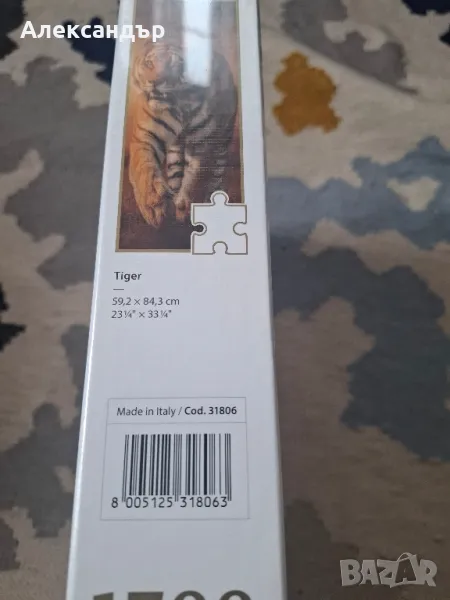 Александър
Tiger
59,2 × 84,3 cm
23 ¼" × 33 ¼"
Made in Italy / Cod. 31806
8 005125 318063
BAZAR